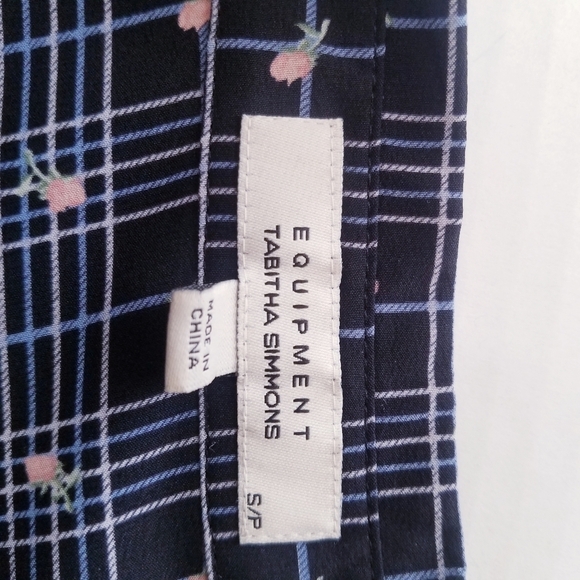 EQUIPMENT
TABITHA SIMMONS
S/P
MADE IN
CHINA